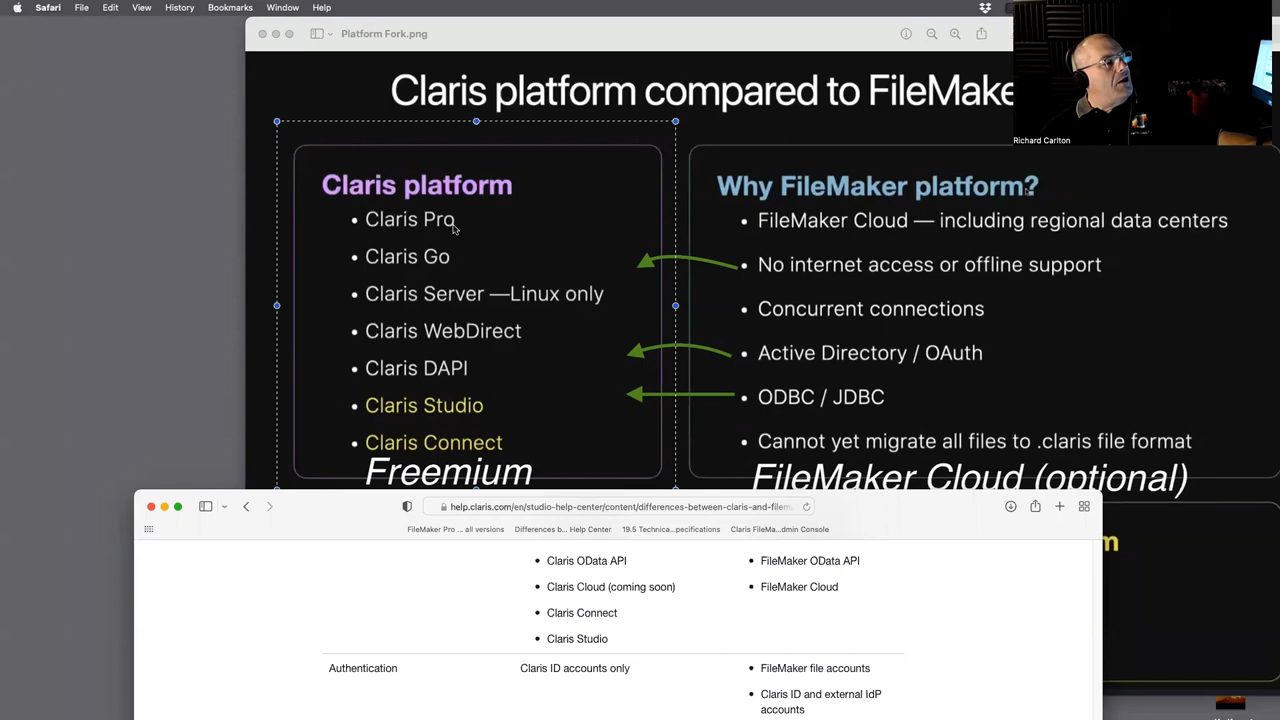 Safari File Edit View History Bookmarks Window Help
Platform Fork.png
Richard Carlton
Claris platform compared to FileMake
Claris platform
• Claris Pro
• Claris Go
• Claris Server —Linux only
• Claris WebDirect
• Claris DAPI
• Claris Studio
• Claris Connect
Freemium
Why FileMaker platform?
• FileMaker Cloud — including regional data centers
• No internet access or offline support
• Concurrent connections
• Active Directory / OAuth
• ODBC / JDBC
• Cannot yet migrate all files to .claris file format
FileMaker Cloud (optional)
m
help.claris.com/en/studio-help-center/content/differences-between-claris-and-filem
FileMaker Pro ... all versions Differences b... Help Center 19.5 Technica...pecifications Claris FileMa...dmin Console
• Claris OData API
• Claris Cloud (coming soon)
• Claris Connect
• Claris Studio
• FileMaker OData API
• FileMaker Cloud
Authentication
Claris ID accounts only
• FileMaker file accounts
• Claris ID and external IdP
accounts